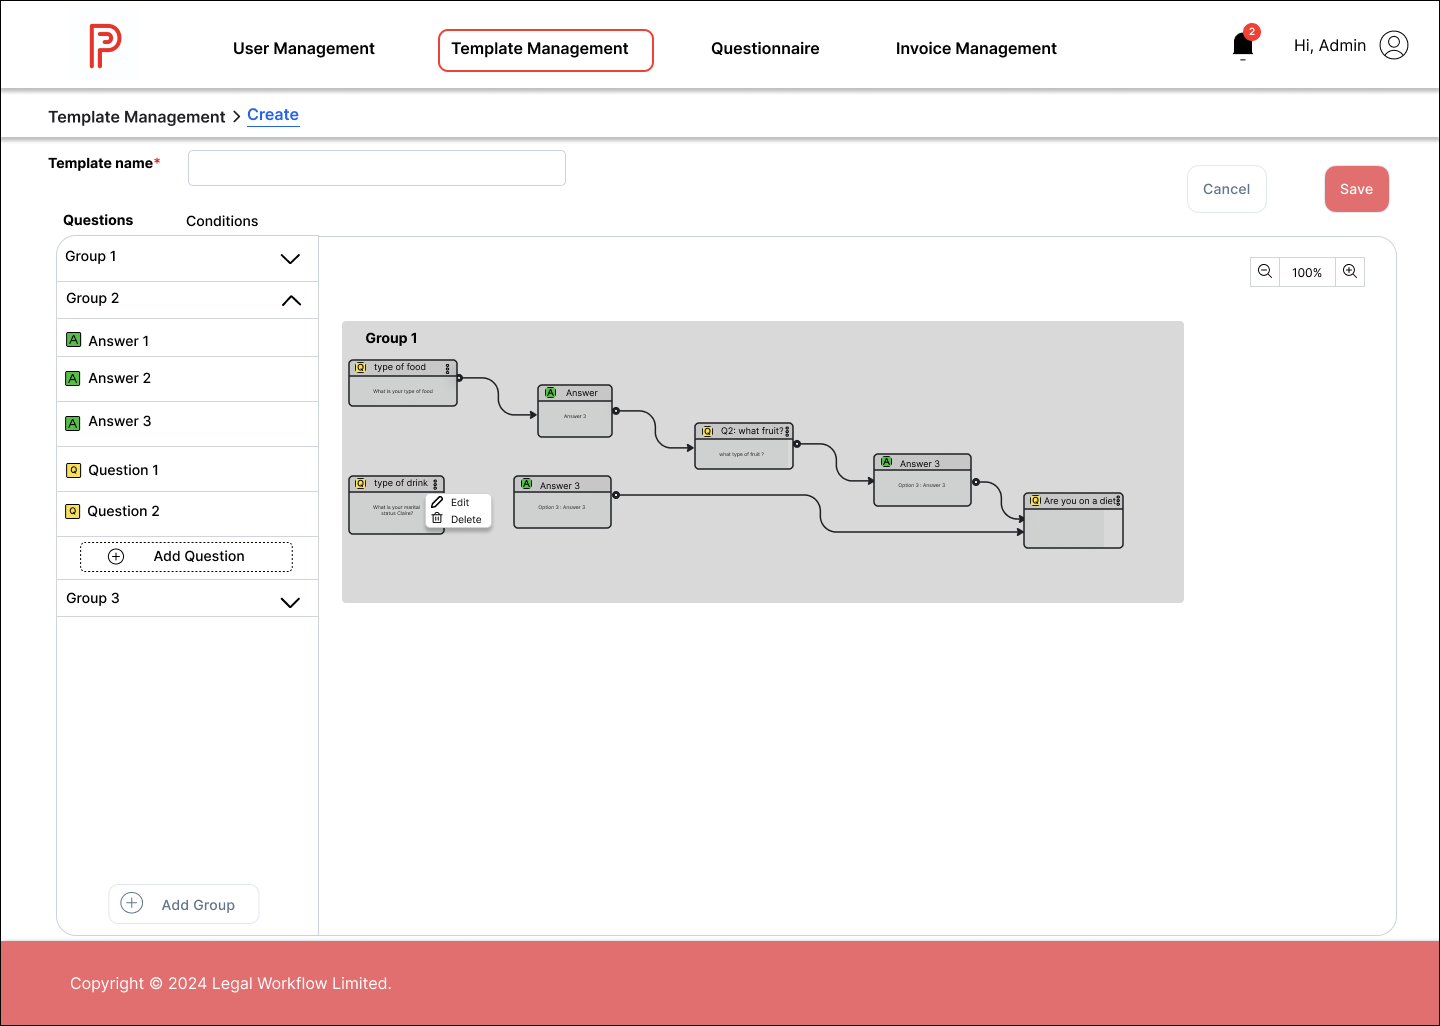 User Management
Template Management
Questionnaire
Invoice Management
2
Hi, Admin
Template Management > Create
Template name*
Cancel
Save
Questions
Conditions
Group 1
Group 2
A Answer 1
A Answer 2
A Answer 3
Q Question 1
Q Question 2
Add Question
Group 3
Add Group
100%
Group 1
Q type of food
What is your type of food
A Answer
Answer 3
Q Q2: what fruit?
what type of fruit ?
A Answer 3
Option 3 : Answer 3
Q type of drink
What is your marital
status Claire?
Edit
Delete
A Answer 3
Option 3 : Answer 3
Q Are you on a diet
Copyright © 2024 Legal Workflow Limited.